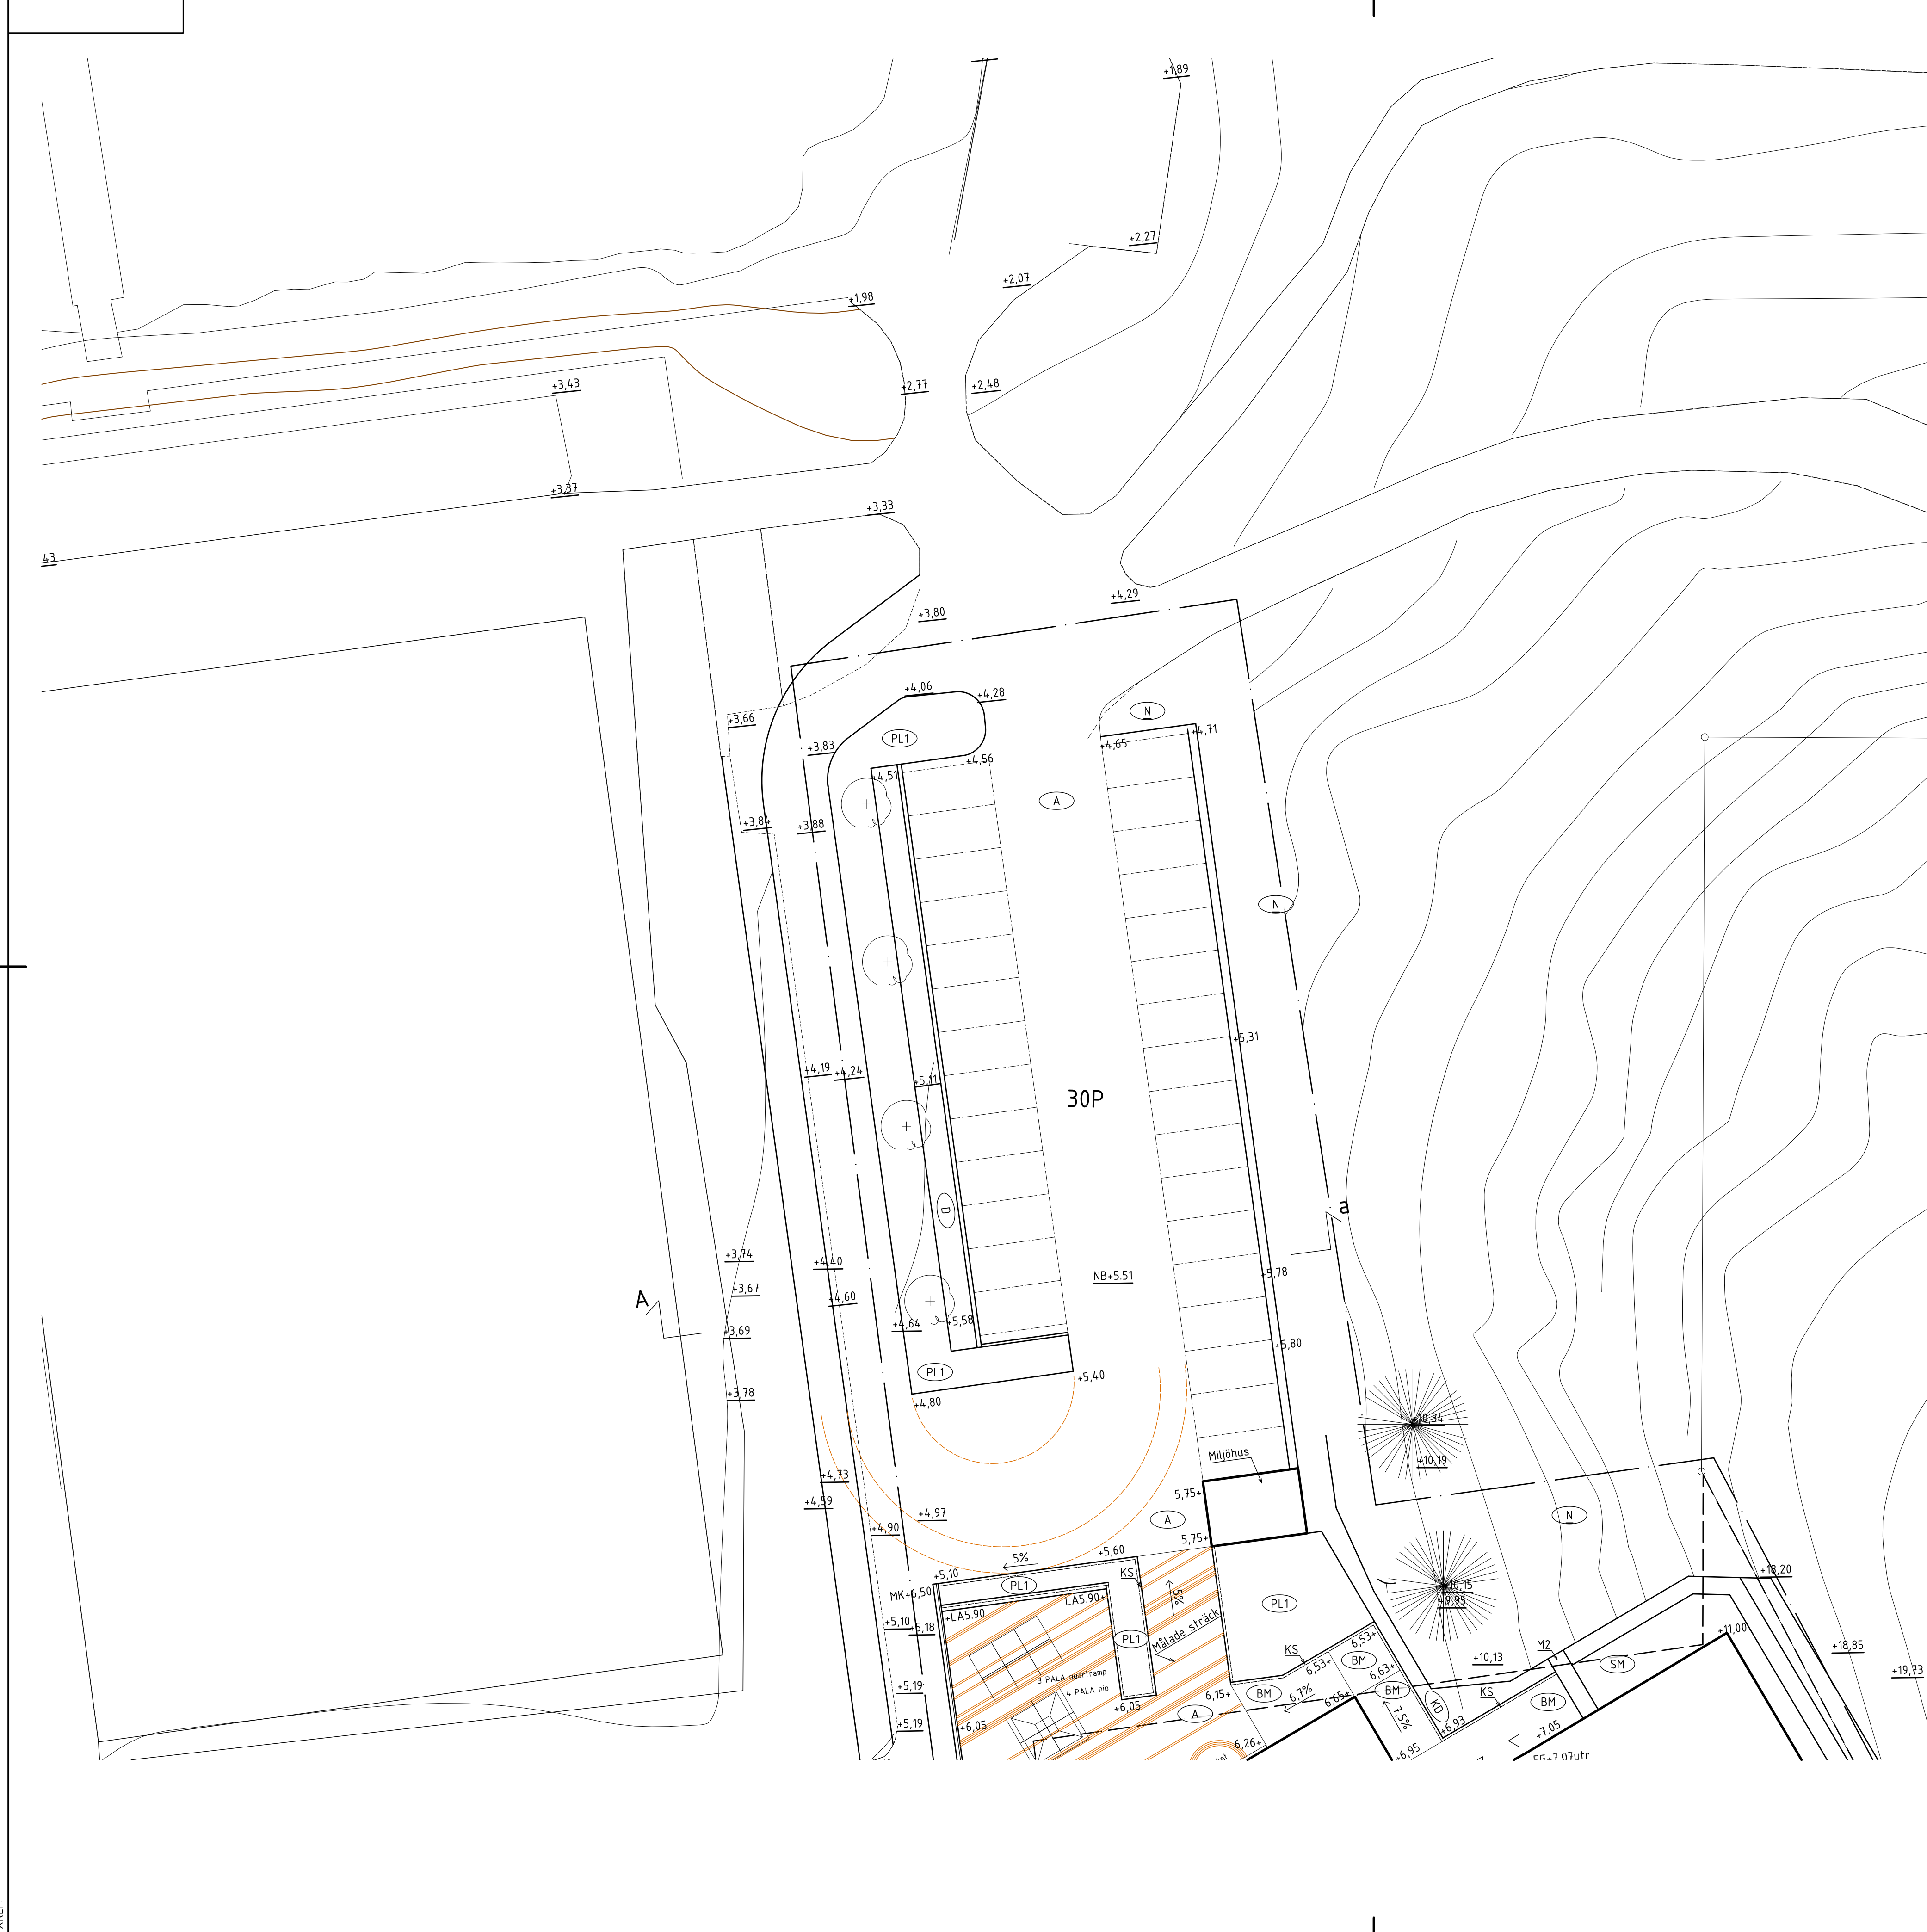 +1,89
+2,27
+2,07
+1,98
+3,43
+2,77
+2,48
+3,37
+3,33
43
+4,29
+3,80
+4,06
+4,28
N
+3,66
PL1
+4,71
+3,83
+4,65
+4,56
+4,51
A
+3,84
+3,88
N
+5,31
+4,19
+4,24
+5,11
30P
D
a
+3,74
+4,40
NB+5.51
+5,78
+3,67
A
+4,60
+3,69
+4,64
+5,58
+5,80
PL1
+5,40
+3,78
+4,80
+10,34
Miljöhus
+10,19
+4,73
5,75+
+4,59
+4,97
A
N
+4,90
5,75+
5%
+5,60
+5,10
KS
PL1
MK+6,50
+18,20
+10,15
+9,95
5%
LA5.90+
PL1
+LA5.90
+5,10
+5,18
Målade sträck
PL1
6,53+
+11,00
KS
M2
+18,85
BM
+10,13
6,53+
SM
6,63+
+19,73
3 PALA quartramp
4 PALA hip
+5,19
6,15+
BM
6,7%
6,65+
BM
KS
BM
+6,05
KD
A
7,5%
+5,19
+6,05
+6,93
+7,05
6,26+
+6,95
FG+7,07utr